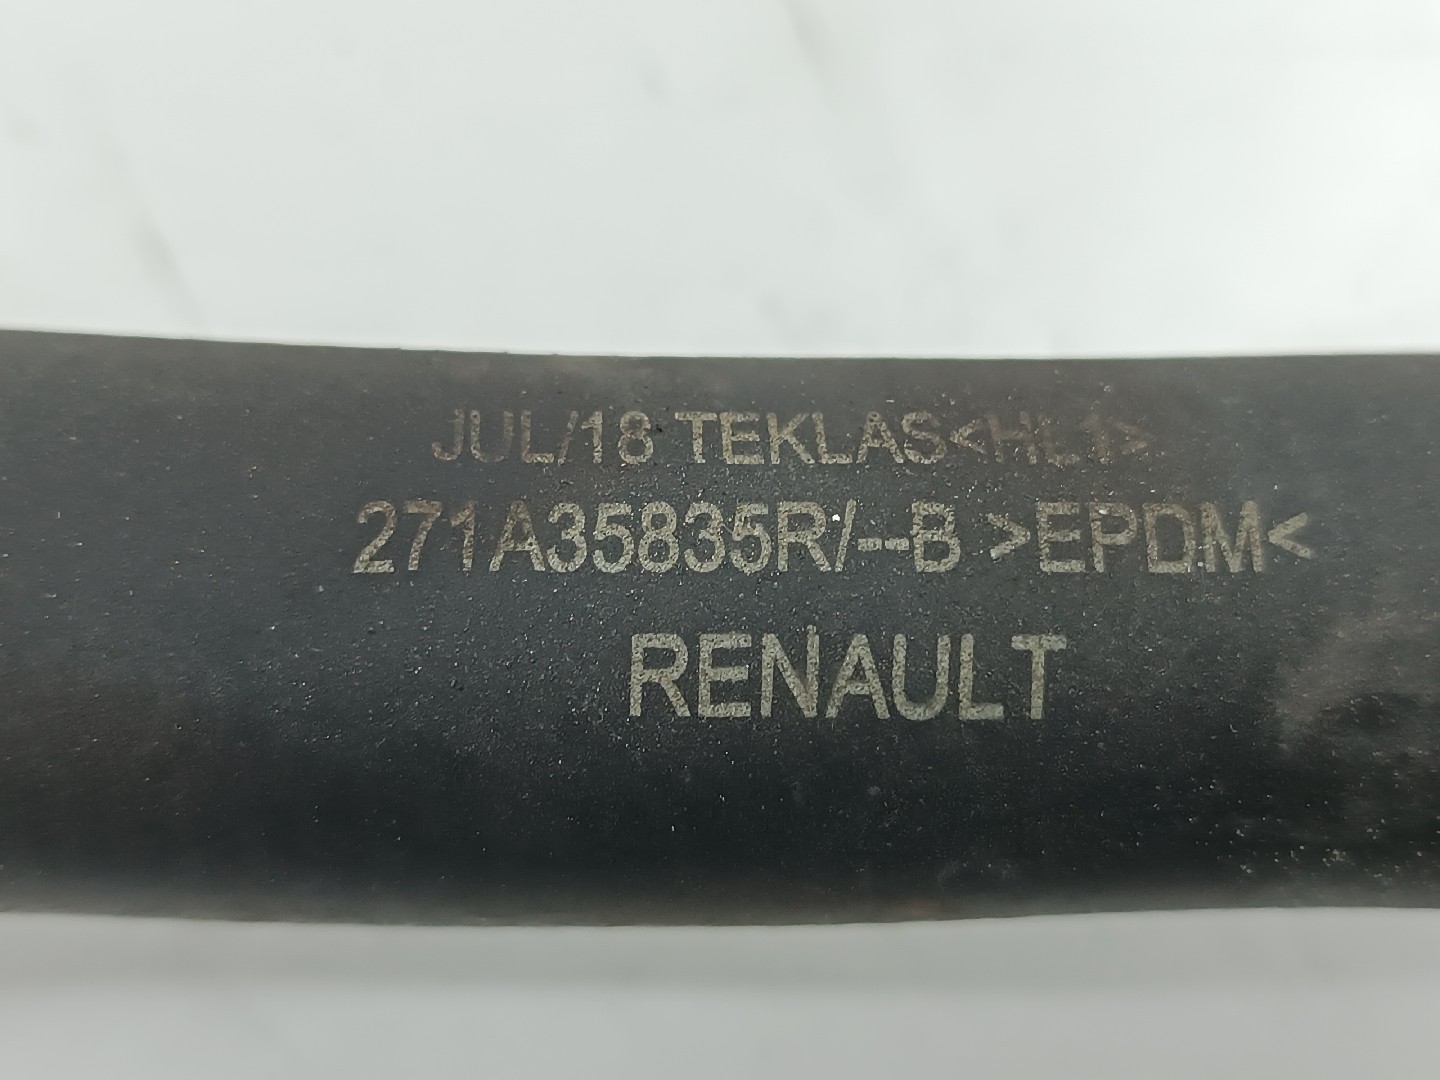 JUL/18 TEKLAS<HL1>
271A35835R/--B >EPDM<
RENAULT